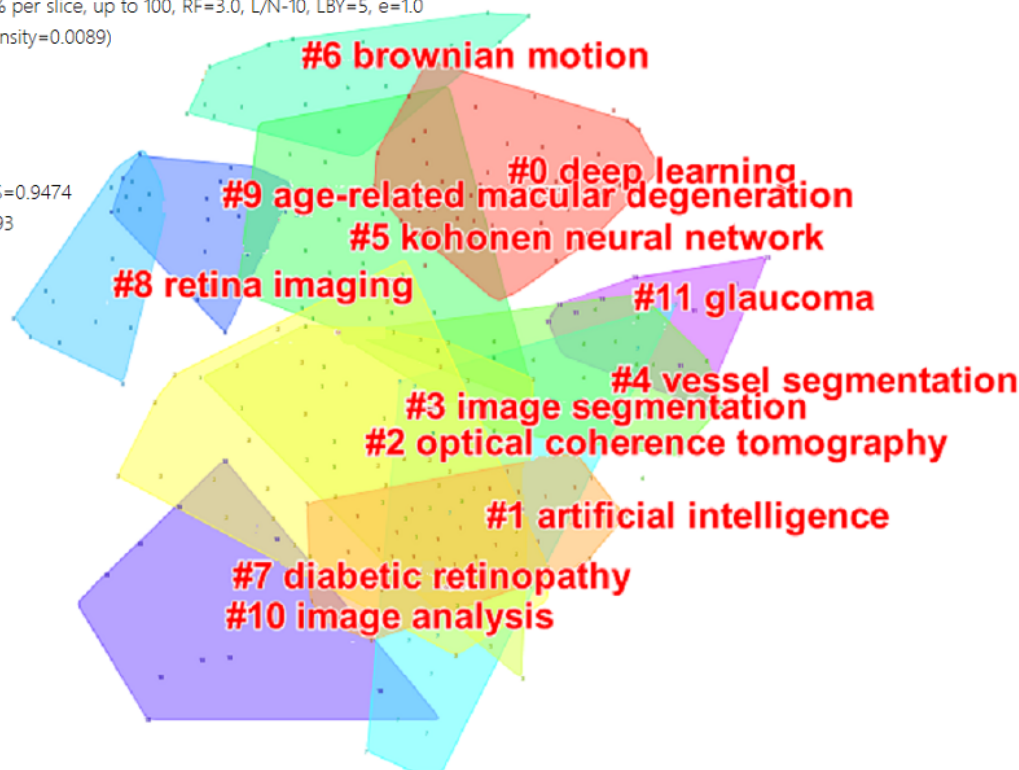 % per slice, up to 100, RF=3.0, L/N-10, LBY=5, e=1.0
nsity=0.0089)
#6 brownian motion
#0 deep learning
=0.9474
#9 age-related macular degeneration
93
#5 kohonen neural network
#8 retina imaging
#11 glaucoma
#4 vessel segmentation
#3 image segmentation
#2 optical coherence tomography
#1 artificial intelligence
#7 diabetic retinopathy
#10 image analysis